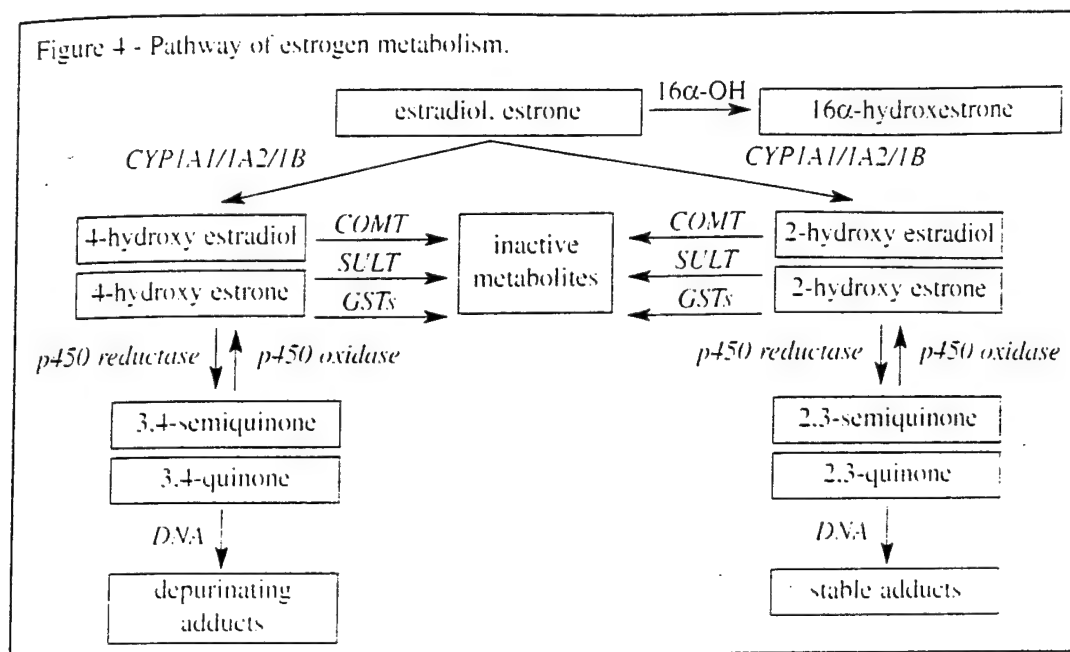 Figure 4 - Pathway of estrogen metabolism.
16α-OH
estradiol, estrone
16α-hydroxestrone
CYP1A1/1A2/1B
CYP1A1/1A2/1B
4-hydroxy estradiol
COMT
inactive
metabolites
COMT
2-hydroxy estradiol
SULT
SULT
4-hydroxy estrone
GSTs
GSTs
2-hydroxy estrone
p450 reductase
p450 oxidase
p450 reductase
p450 oxidase
3,4-semiquinone
2,3-semiquinone
3,4-quinone
2,3-quinone
DNA
DNA
depurinating
adducts
stable adducts